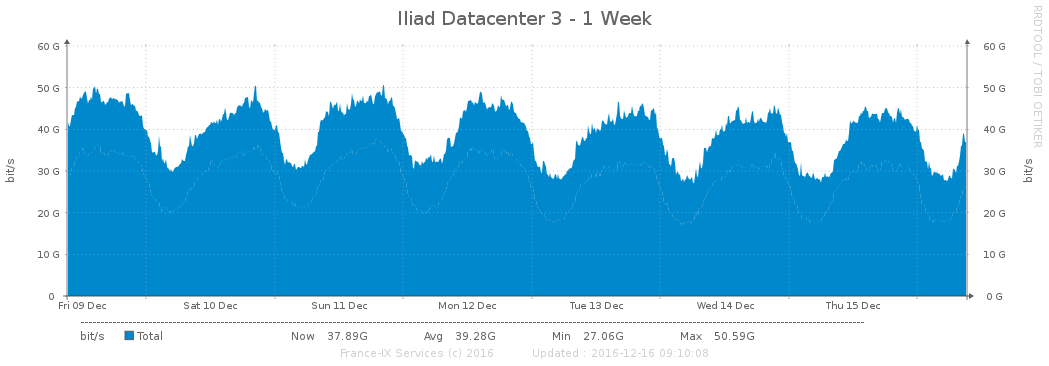 Iliad Datacenter 3 - 1 Week
RRDTOOL / TOBI OETIKER
bit/s
60 G 60 G
50 G 50 G
40 G 40 G
30 G 30 G
20 G 20 G
10 G 10 G
0 0 G
bit/s
Fri 09 Dec Sat 10 Dec Sun 11 Dec Mon 12 Dec Tue 13 Dec Wed 14 Dec Thu 15 Dec
bit/s Total Now 37.89G Avg 39.28G Min 27.06G Max 50.59G
France-IX Services (c) 2016 Updated : 2016-12-16 09:10:08